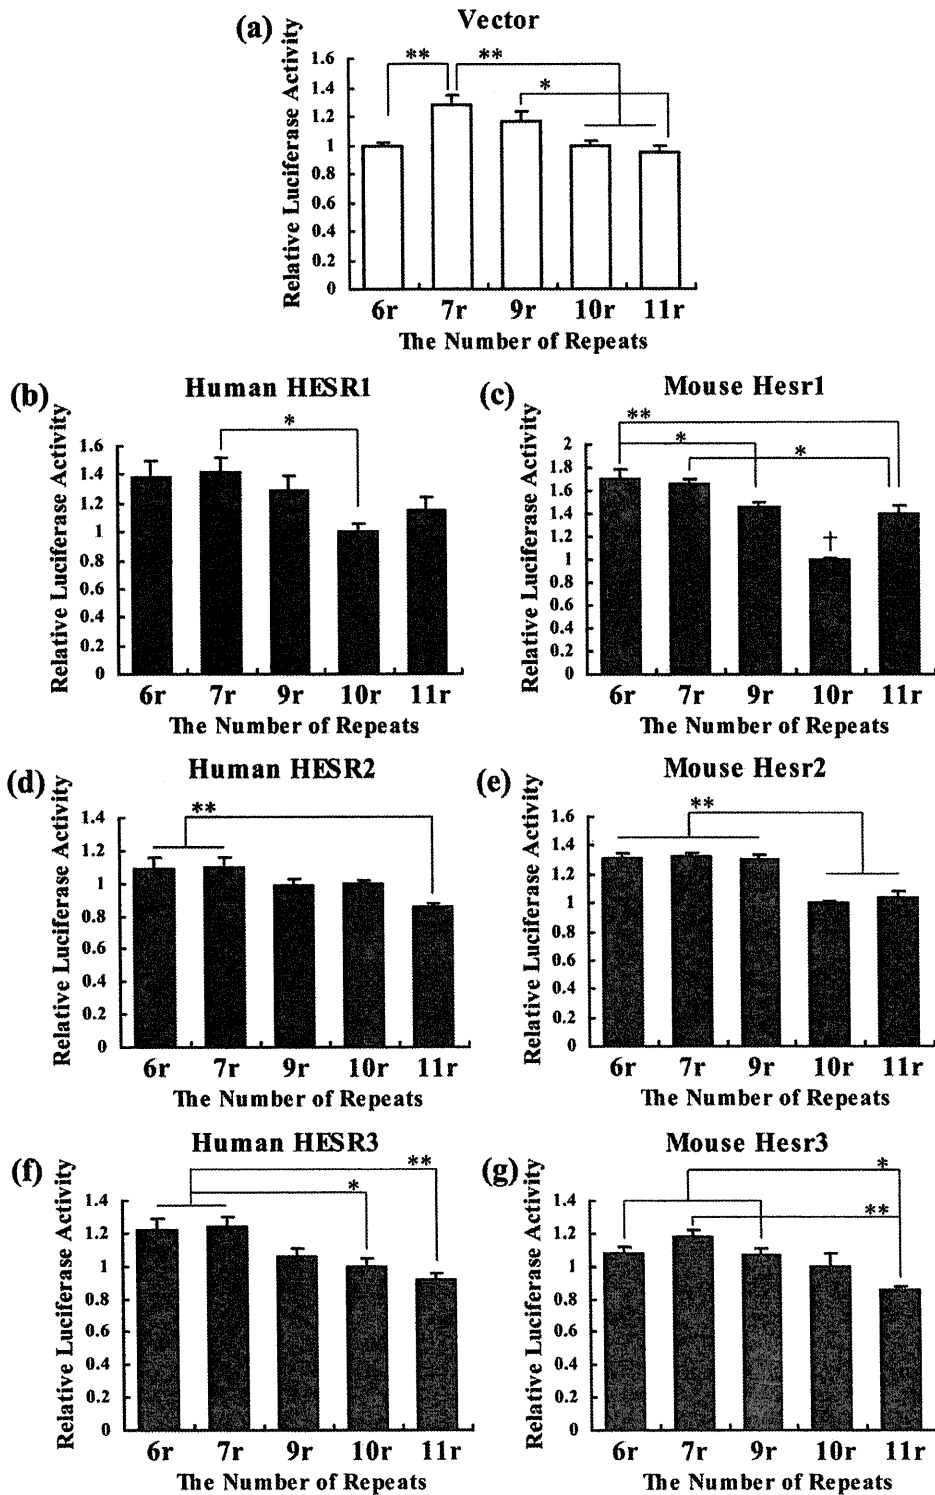 (a)
Vector
Relative Luciferase Activity
1.6
1.4
1.2
1
0.8
0.6
0.4
0.2
0
**
**
*
6r 7r 9r 10r 11r
The Number of Repeats
(b)
Human HESR1
Relative Luciferase Activity
1.6
1.4
1.2
1
0.8
0.6
0.4
0.2
0
*
6r 7r 9r 10r 11r
The Number of Repeats
(c)
Mouse Hesr1
Relative Luciferase Activity
2
1.8
1.6
1.4
1.2
1
0.8
0.6
0.4
0.2
0
**
*
*
†
6r 7r 9r 10r 11r
The Number of Repeats
(d)
Human HESR2
Relative Luciferase Activity
1.4
1.2
1
0.8
0.6
0.4
0.2
0
**
6r 7r 9r 10r 11r
The Number of Repeats
(e)
Mouse Hesr2
Relative Luciferase Activity
1.6
1.4
1.2
1
0.8
0.6
0.4
0.2
0
**
6r 7r 9r 10r 11r
The Number of Repeats
(f)
Human HESR3
Relative Luciferase Activity
1.4
1.2
1
0.8
0.6
0.4
0.2
0
**
*
6r 7r 9r 10r 11r
The Number of Repeats
(g)
Mouse Hesr3
Relative Luciferase Activity
1.4
1.2
1
0.8
0.6
0.4
0.2
0
*
**
6r 7r 9r 10r 11r
The Number of Repeats